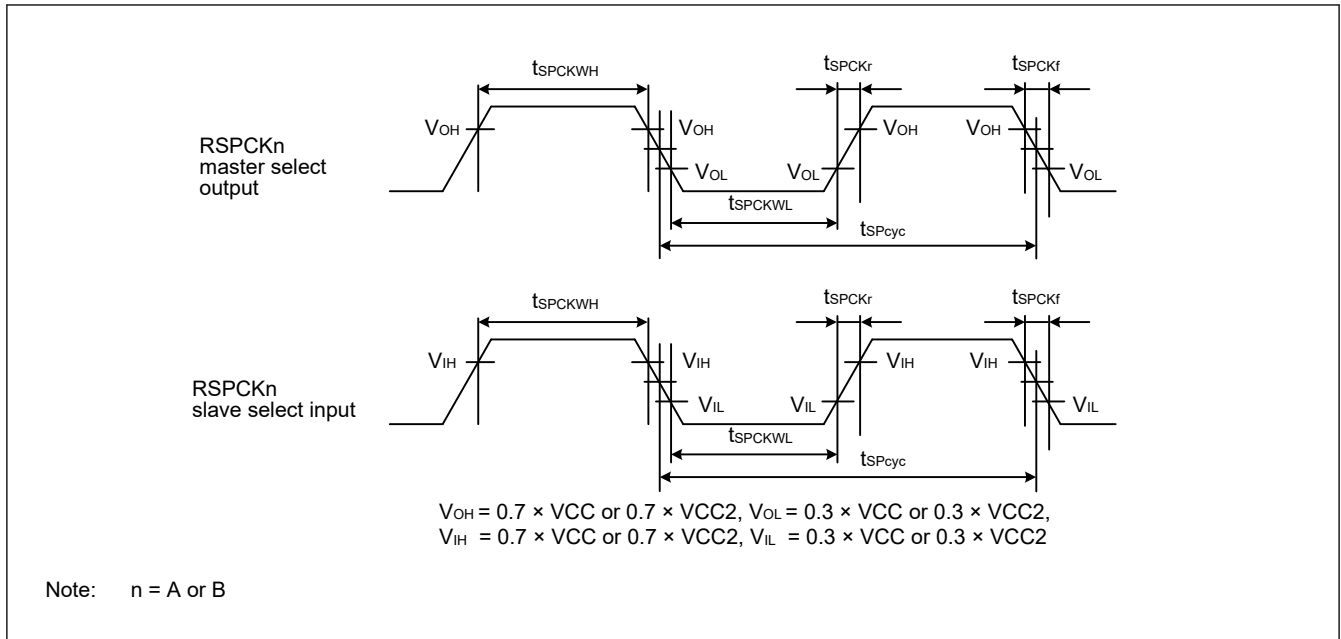 tSPCKWH tSPCKr tSPCKf
VOH VOH VOH VOH
RSPCKn
master select
output
VOL VOL VOL
tSPCKWL
tSPcyc
tSPCKWH tSPCKr tSPCKf
VIH VIH VIH VIH
RSPCKn
slave select input
VIL VIL VIL
tSPCKWL
tSPcyc
VOH = 0.7 × VCC or 0.7 × VCC2, VOL = 0.3 × VCC or 0.3 × VCC2,
VIH = 0.7 × VCC or 0.7 × VCC2, VIL = 0.3 × VCC or 0.3 × VCC2
Note: n = A or B